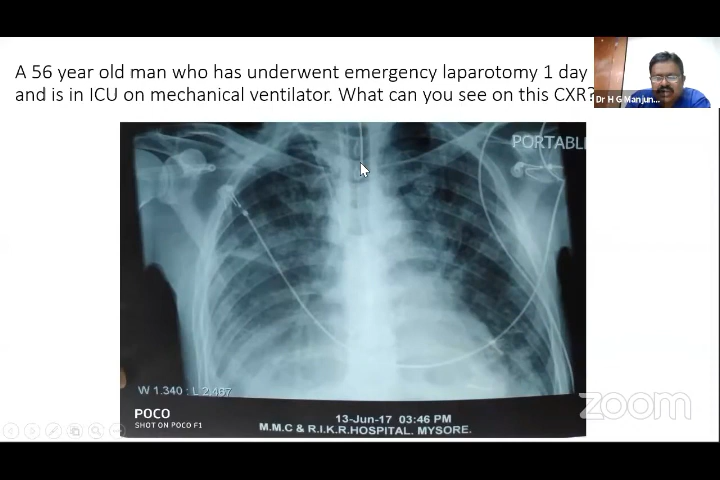 A 56 year old man who has underwent emergency laparotomy 1 day
and is in ICU on mechanical ventilator. What can you see on this CXR?
Dr H G Manjun...
PORTABLE
W 1.340 : L 2.467
POCO
SHOT ON POCO F1
13-Jun-17 03:46 PM
M.M.C & R.I.K.R.HOSPITAL. MYSORE.
zoom